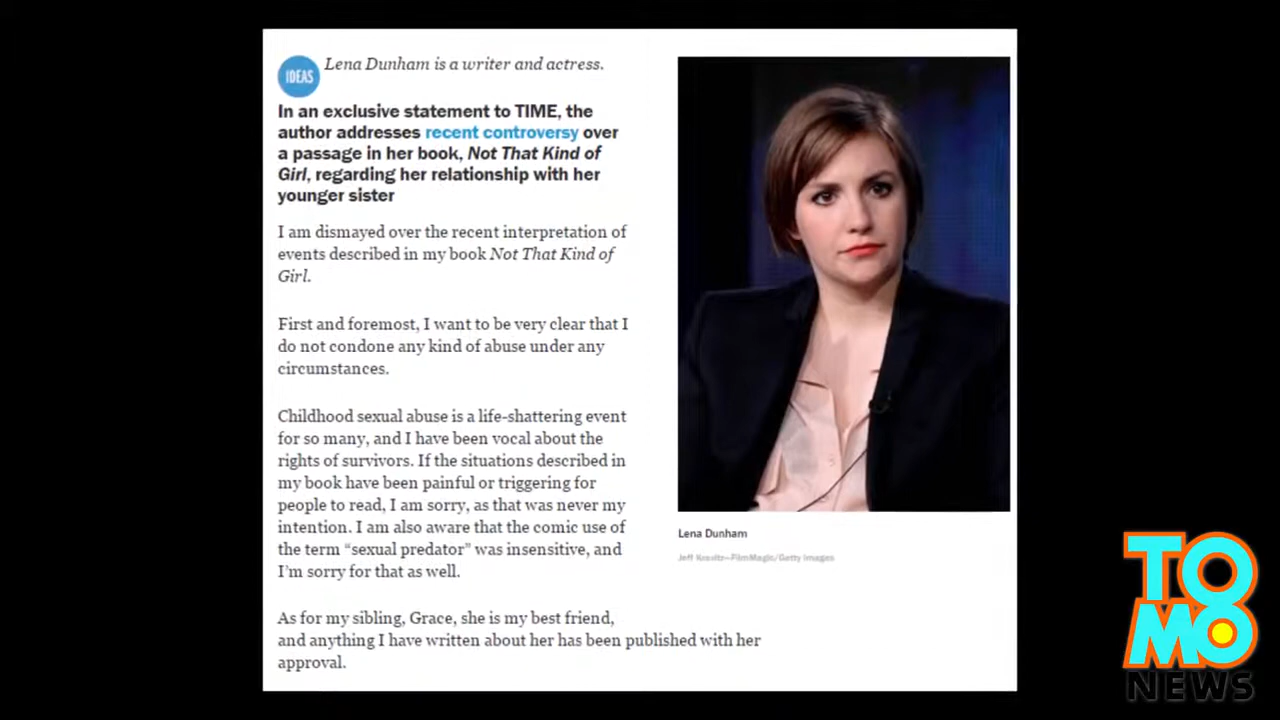 IDEAS
Lena Dunham is a writer and actress.
In an exclusive statement to TIME, the
author addresses recent controversy over
a passage in her book, Not That Kind of
Girl, regarding her relationship with her
younger sister
I am dismayed over the recent interpretation of
events described in my book Not That Kind of
Girl.
First and foremost, I want to be very clear that I
do not condone any kind of abuse under any
circumstances.
Childhood sexual abuse is a life-shattering event
for so many, and I have been vocal about the
rights of survivors. If the situations described in
my book have been painful or triggering for
people to read, I am sorry, as that was never my
intention. I am also aware that the comic use of
the term “sexual predator” was insensitive, and
I’m sorry for that as well.
As for my sibling, Grace, she is my best friend,
and anything I have written about her has been published with her
approval.
Lena Dunham
Jeff Kravitz—FilmMagic/Getty Images
TOMO
NEWS